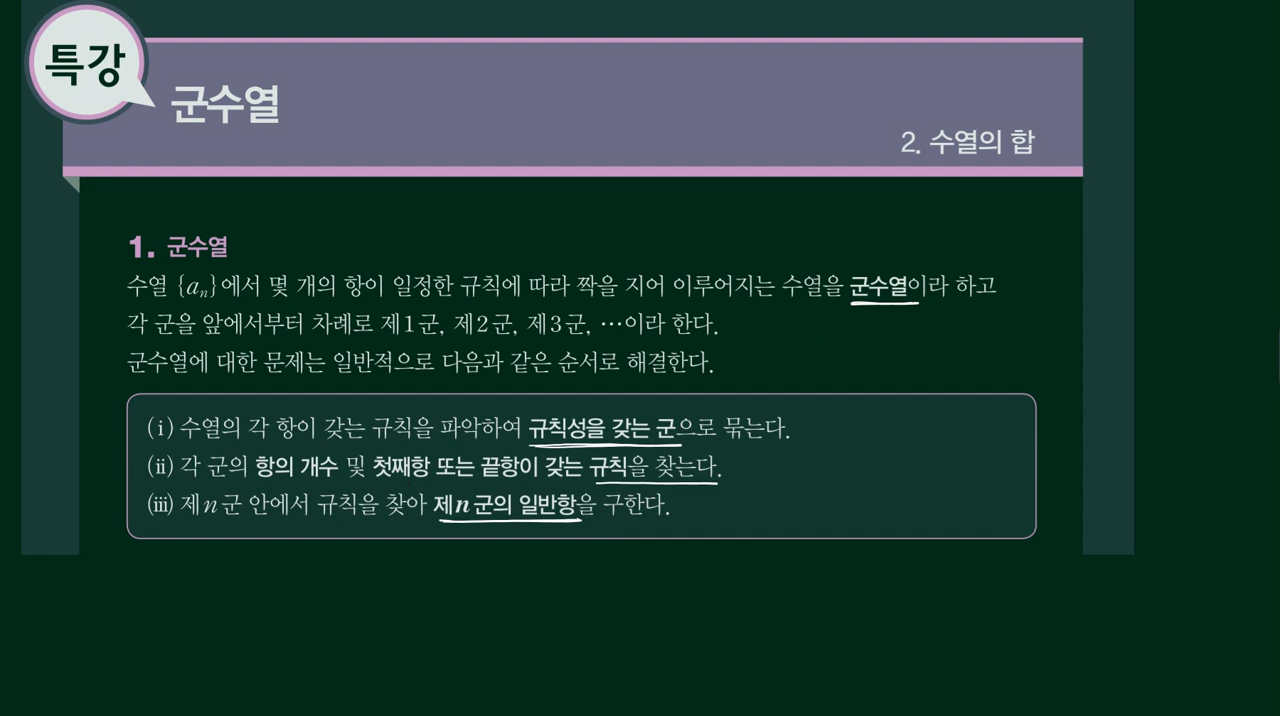 특강
군수열
2. 수열의 합
1. 군수열
수열 {aₙ}에서 몇 개의 항이 일정한 규칙에 따라 짝을 지어 이루어지는 수열을 군수열이라 하고
각 군을 앞에서부터 차례로 제1군, 제2군, 제3군, …이라 한다.
군수열에 대한 문제는 일반적으로 다음과 같은 순서로 해결한다.
(ⅰ) 수열의 각 항이 갖는 규칙을 파악하여 규칙성을 갖는 군으로 묶는다.
(ⅱ) 각 군의 항의 개수 및 첫째항 또는 끝항이 갖는 규칙을 찾는다.
(ⅲ) 제n군 안에서 규칙을 찾아 제n군의 일반항을 구한다.